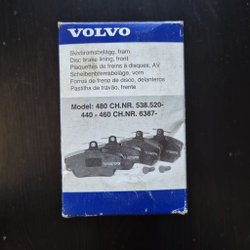 VOLVO
Skivbromsbelägg, fram
Disc brake lining, front
Plaquettes de freins à disques, AV
Scheibenbremsbeläge, vorn
Forros de freno de disco, delanteros
Pastilha de travão, frente
Model: 480 CH.NR. 538.520-
440 - 460 CH.NR. 6387-